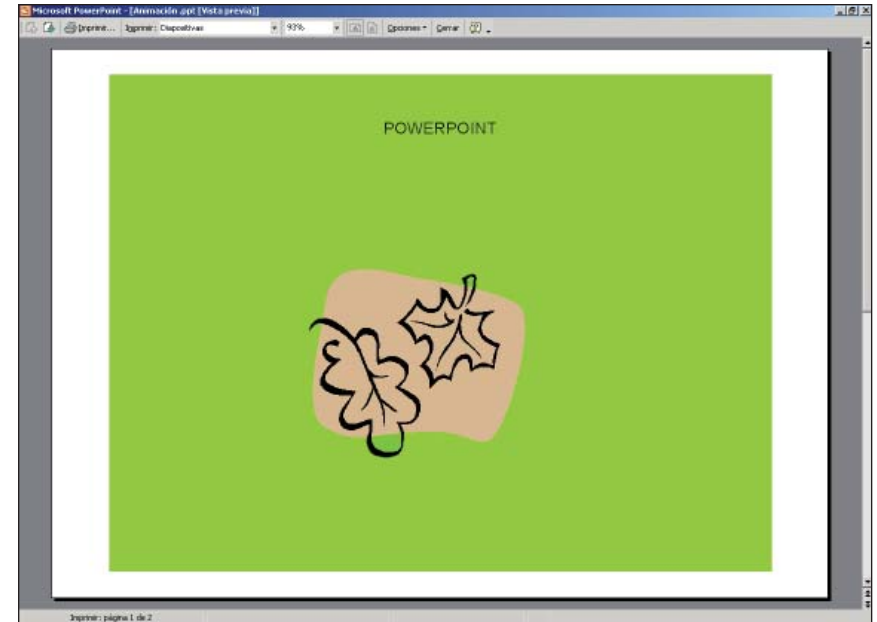 Microsoft PowerPoint - [Animación .ppt [Vista previa]]
Imprimir... Imprimir: Diapositivas 93% Opciones Cerrar
POWERPOINT
Imprimir: página 1 de 2